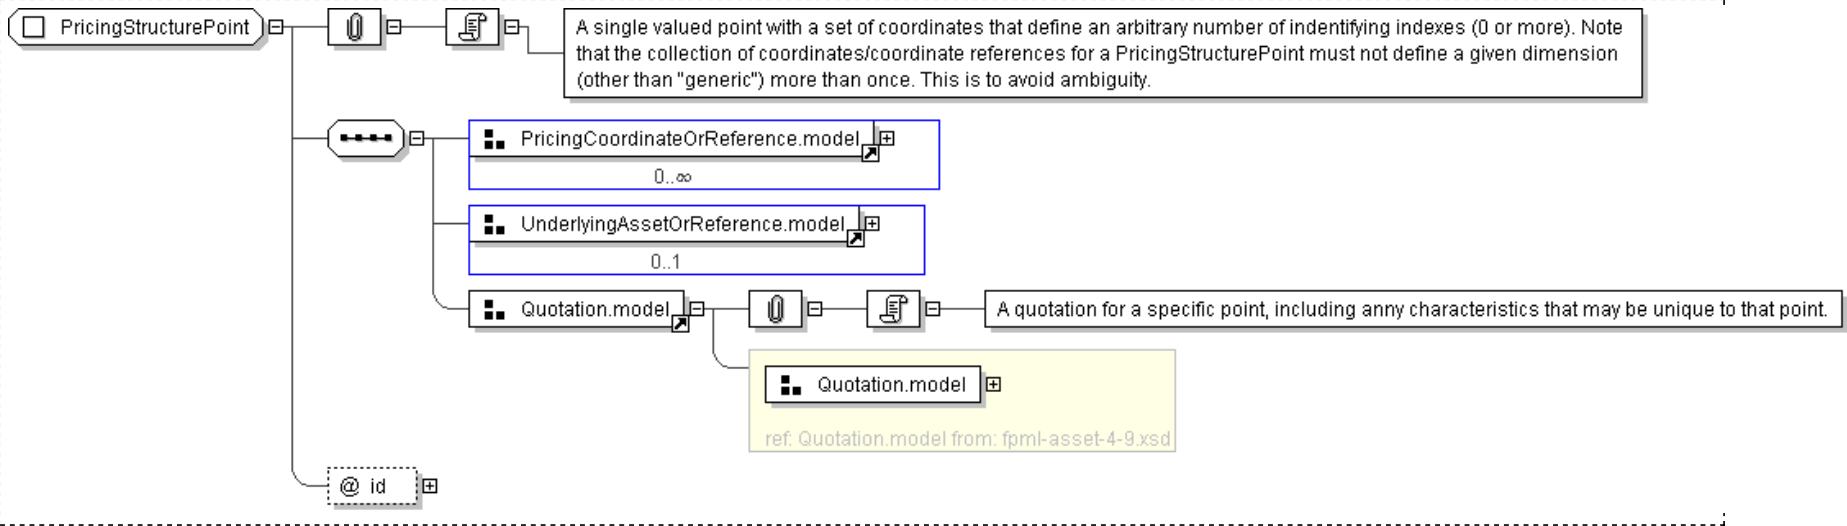 PricingStructurePoint
A single valued point with a set of coordinates that define an arbitrary number of indentifying indexes (0 or more). Note
that the collection of coordinates/coordinate references for a PricingStructurePoint must not define a given dimension
(other than "generic") more than once. This is to avoid ambiguity.
PricingCoordinateOrReference.model
0..∞
UnderlyingAssetOrReference.model
0..1
Quotation.model
A quotation for a specific point, including anny characteristics that may be unique to that point.
Quotation.model
ref: Quotation.model from: fpml-asset-4-9.xsd
@ id